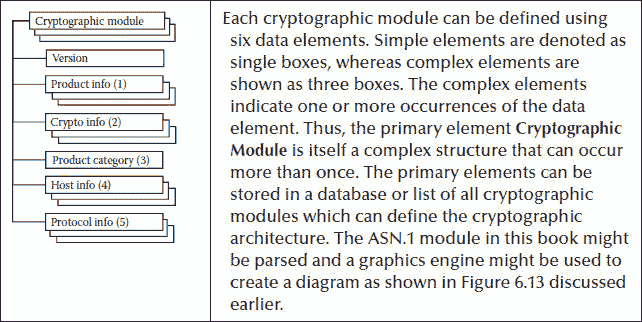 Cryptographic module
Version
Product info (1)
Crypto info (2)
Product category (3)
Host info (4)
Protocol info (5)
Each cryptographic module can be defined using
six data elements. Simple elements are denoted as
single boxes, whereas complex elements are
shown as three boxes. The complex elements
indicate one or more occurrences of the data
element. Thus, the primary element Cryptographic
Module is itself a complex structure that can occur
more than once. The primary elements can be
stored in a database or list of all cryptographic
modules which can define the cryptographic
architecture. The ASN.1 module in this book might
be parsed and a graphics engine might be used to
create a diagram as shown in Figure 6.13 discussed
earlier.